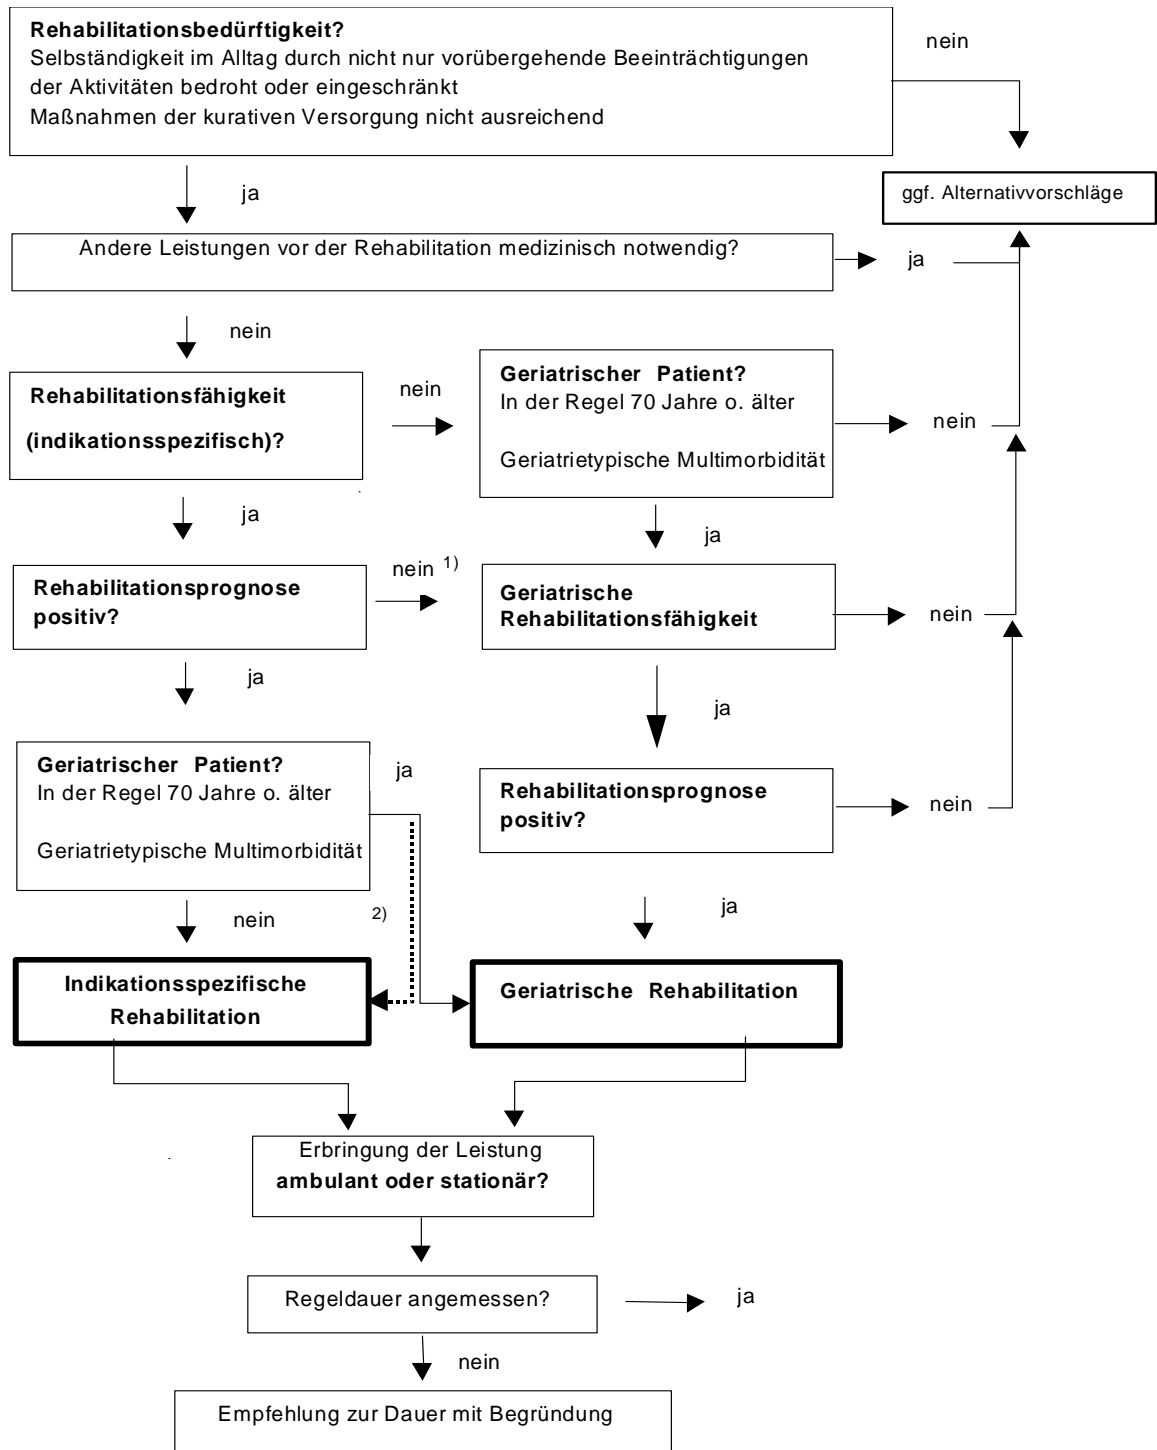 Rehabilitationsbedürftigkeit?
Selbständigkeit im Alltag durch nicht nur vorübergehende Beeinträchtigungen
der Aktivitäten bedroht oder eingeschränkt
Maßnahmen der kurativen Versorgung nicht ausreichend
nein
ja
ggf. Alternativvorschläge
Andere Leistungen vor der Rehabilitation medizinisch notwendig?
ja
nein
Rehabilitationsfähigkeit
(indikationsspezifisch)?
nein
Geriatrischer Patient?
In der Regel 70 Jahre o. älter
Geriatrietypische Multimorbidität
nein
ja
ja
Rehabilitationsprognose
positiv?
nein 1)
Geriatrische
Rehabilitationsfähigkeit
nein
ja
ja
Geriatrischer Patient?
In der Regel 70 Jahre o. älter
Geriatrietypische Multimorbidität
ja
Rehabilitationsprognose
positiv?
nein
nein
2)
ja
Indikationsspezifische
Rehabilitation
Geriatrische Rehabilitation
Erbringung der Leistung
ambulant oder stationär?
Regeldauer angemessen?
ja
nein
Empfehlung zur Dauer mit Begründung